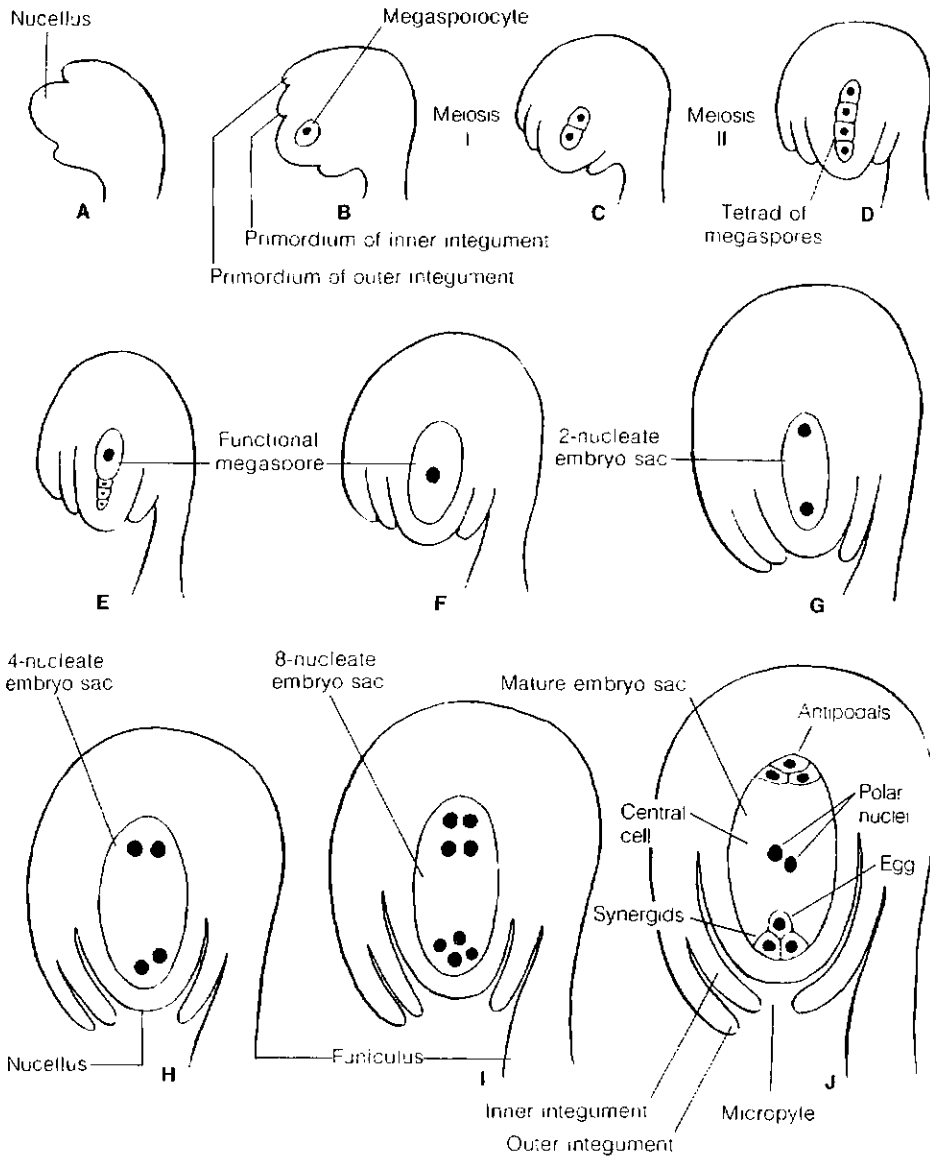 Nucellus
Megasporocyte
Meiosis
I
Meiosis
II
A
B
C
D
Primordium of inner integument
Primordium of outer integument
Tetrad of
megaspores
Functional
megaspore
2-nucleate
embryo sac
E
F
G
4-nucleate
embryo sac
8-nucleate
embryo sac
Mature embryo sac
Antipodals
Central
cell
Polar
nuclei
Egg
Synergids
Nucellus
H
Funiculus
I
J
Inner integument
Outer integument
Micropyle